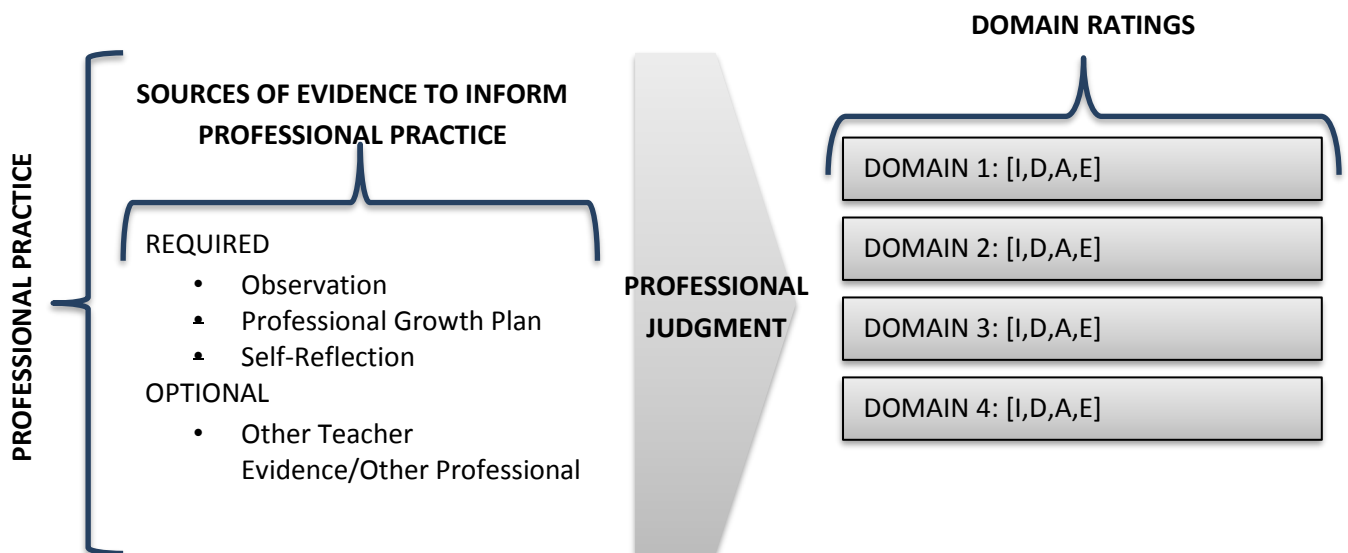 PROFESSIONAL PRACTICE
SOURCES OF EVIDENCE TO INFORM
PROFESSIONAL PRACTICE
REQUIRED
• Observation
• Professional Growth Plan
• Self-Reflection
OPTIONAL
• Other Teacher
Evidence/Other Professional
PROFESSIONAL
JUDGMENT
DOMAIN RATINGS
DOMAIN 1: [I,D,A,E]
DOMAIN 2: [I,D,A,E]
DOMAIN 3: [I,D,A,E]
DOMAIN 4: [I,D,A,E]